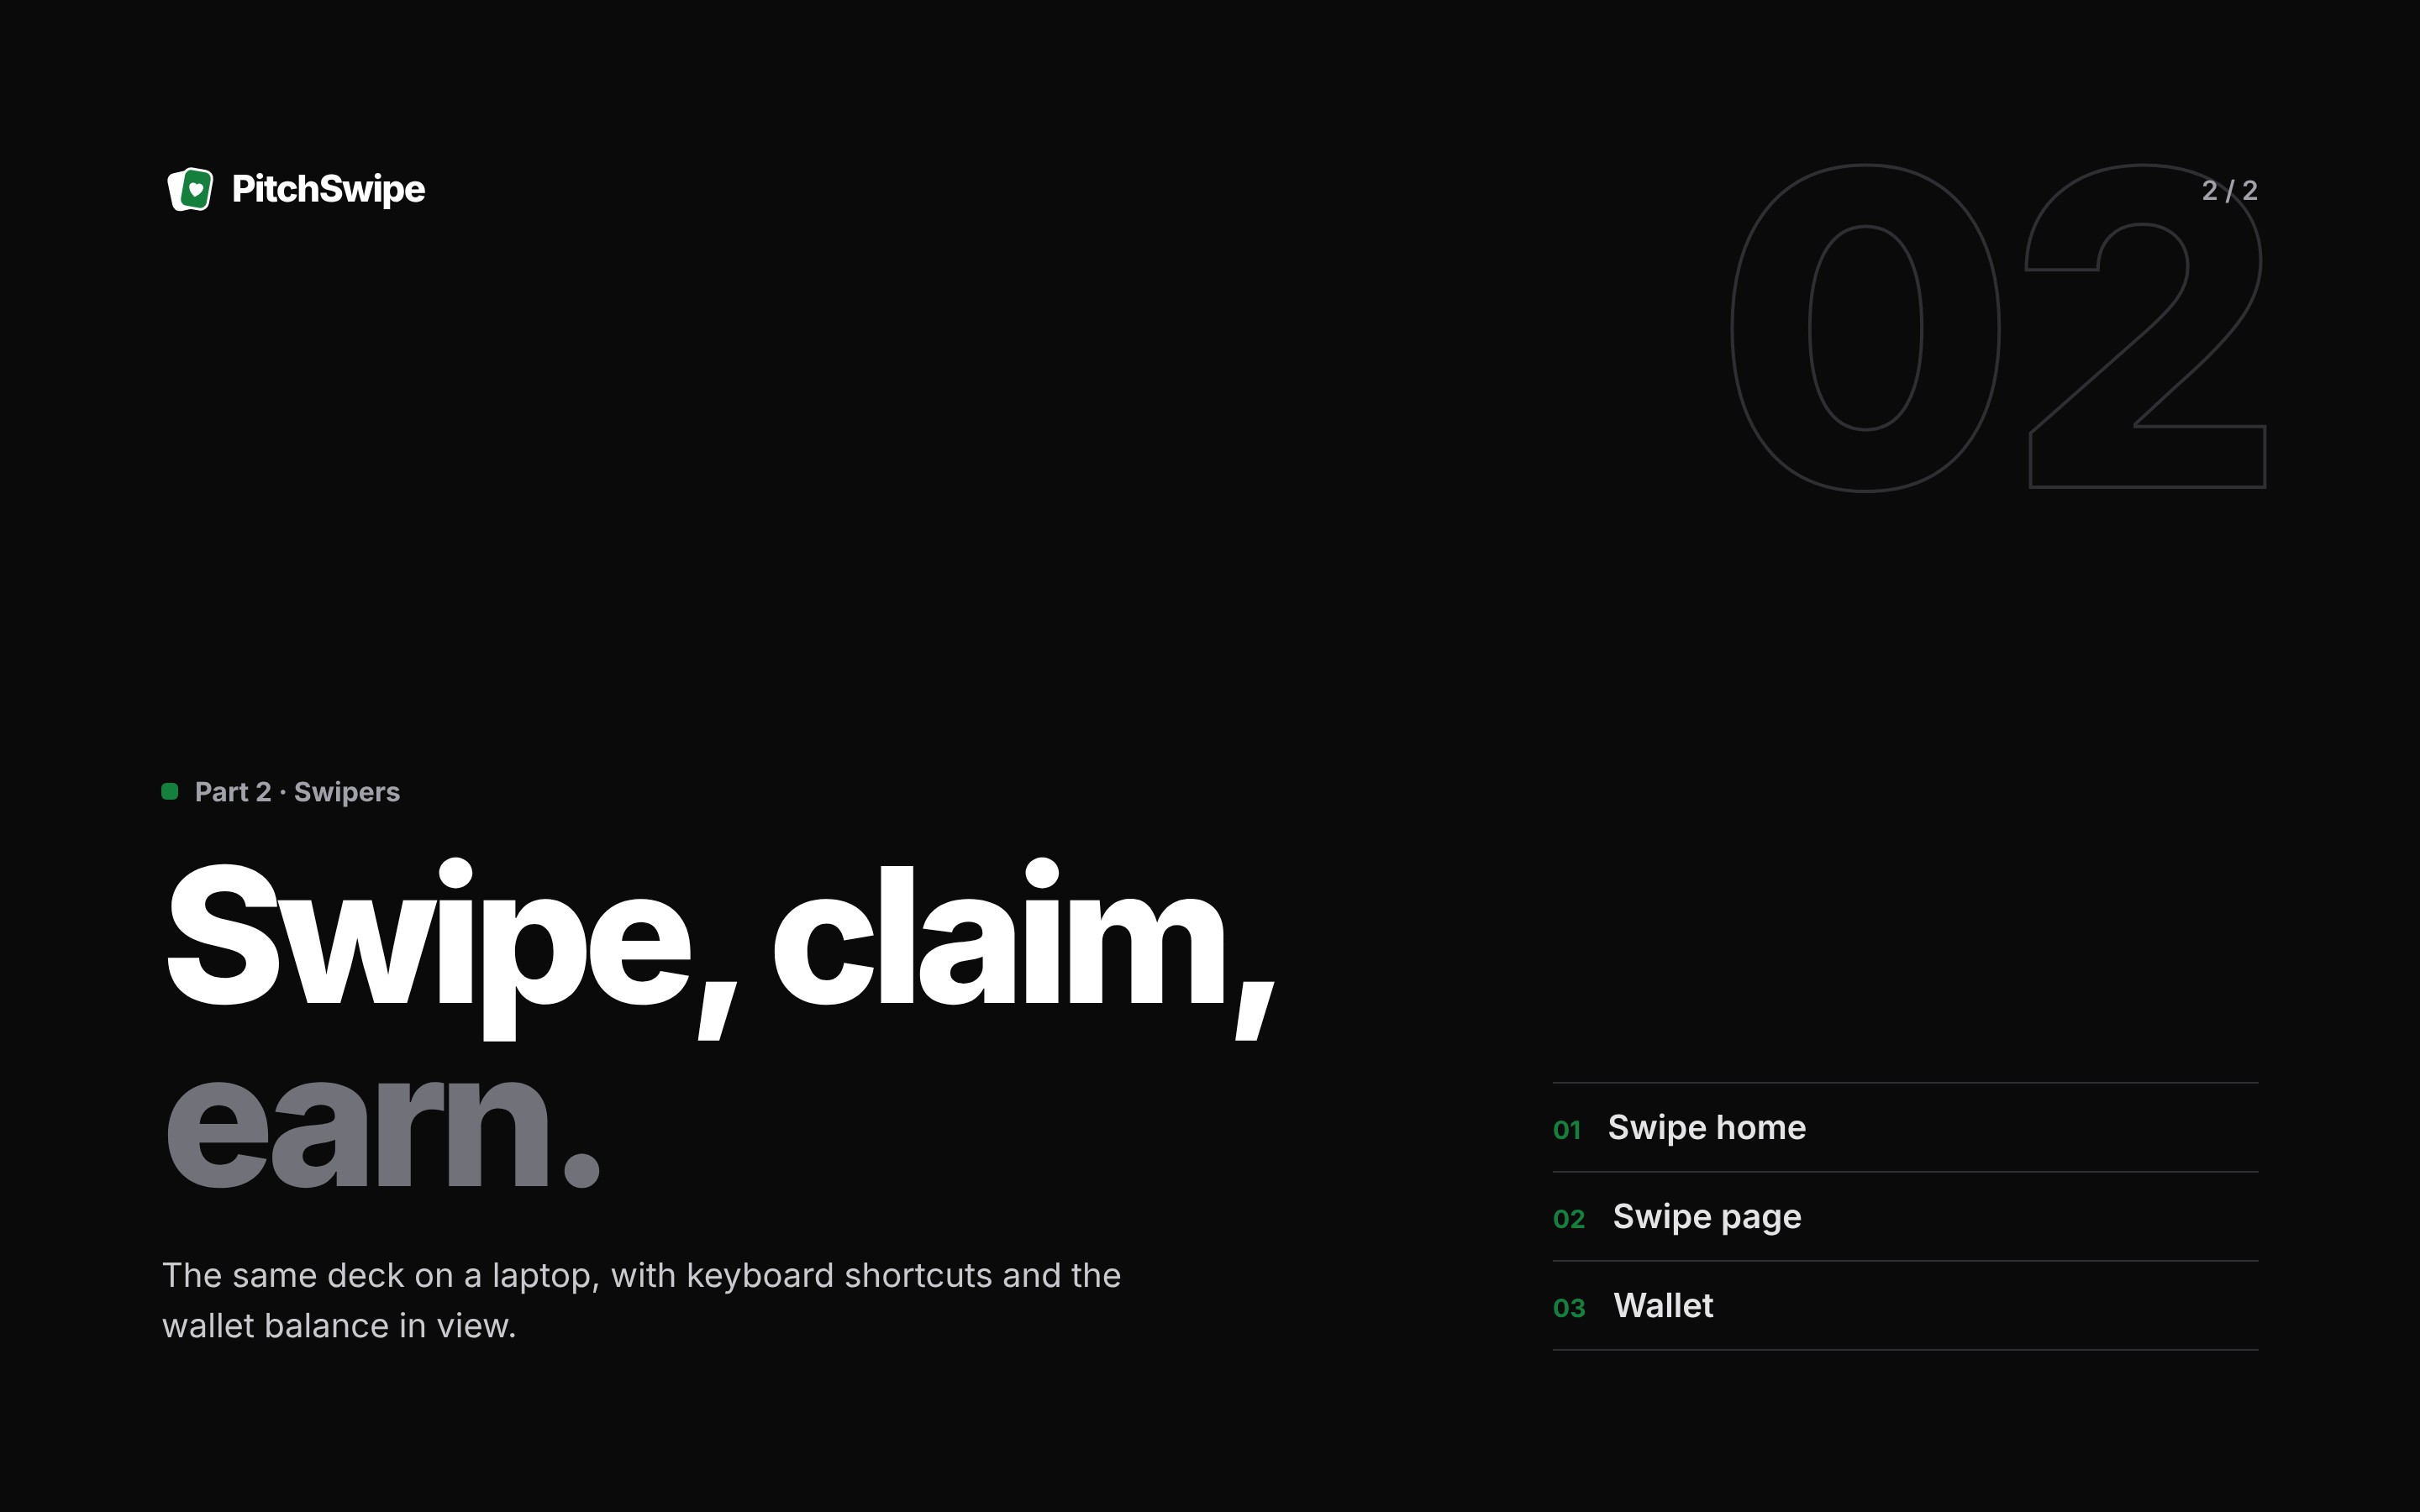 PitchSwipe
2 / 2
02
Part 2 · Swipers
Swipe, claim,
earn.
The same deck on a laptop, with keyboard shortcuts and the
wallet balance in view.
01 Swipe home
02 Swipe page
03 Wallet